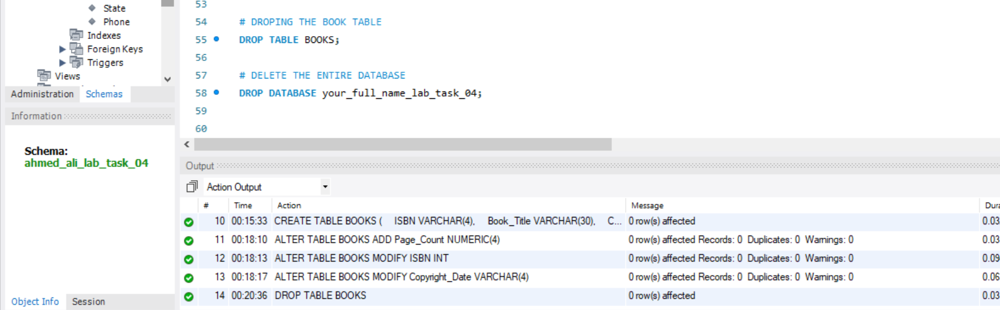 State
Phone
Indexes
Foreign Keys
Triggers
Views
Administration Schemas
Information
Schema:
ahmed_ali_lab_task_04
Object Info Session
53
54 # DROPING THE BOOK TABLE
55 DROP TABLE BOOKS;
56
57 # DELETE THE ENTIRE DATABASE
58 DROP DATABASE your_full_name_lab_task_04;
59
60
Output
Action Output
# Time Action Message Dura
10 00:15:33 CREATE TABLE BOOKS ( ISBN VARCHAR(4), Book_Title VARCHAR(30), C... 0 row(s) affected 0.03
11 00:18:10 ALTER TABLE BOOKS ADD Page_Count NUMERIC(4) 0 row(s) affected Records: 0 Duplicates: 0 Warnings: 0 0.03
12 00:18:13 ALTER TABLE BOOKS MODIFY ISBN INT 0 row(s) affected Records: 0 Duplicates: 0 Warnings: 0 0.09
13 00:18:17 ALTER TABLE BOOKS MODIFY Copyright_Date VARCHAR(4) 0 row(s) affected Records: 0 Duplicates: 0 Warnings: 0 0.06
14 00:20:36 DROP TABLE BOOKS 0 row(s) affected 0.03